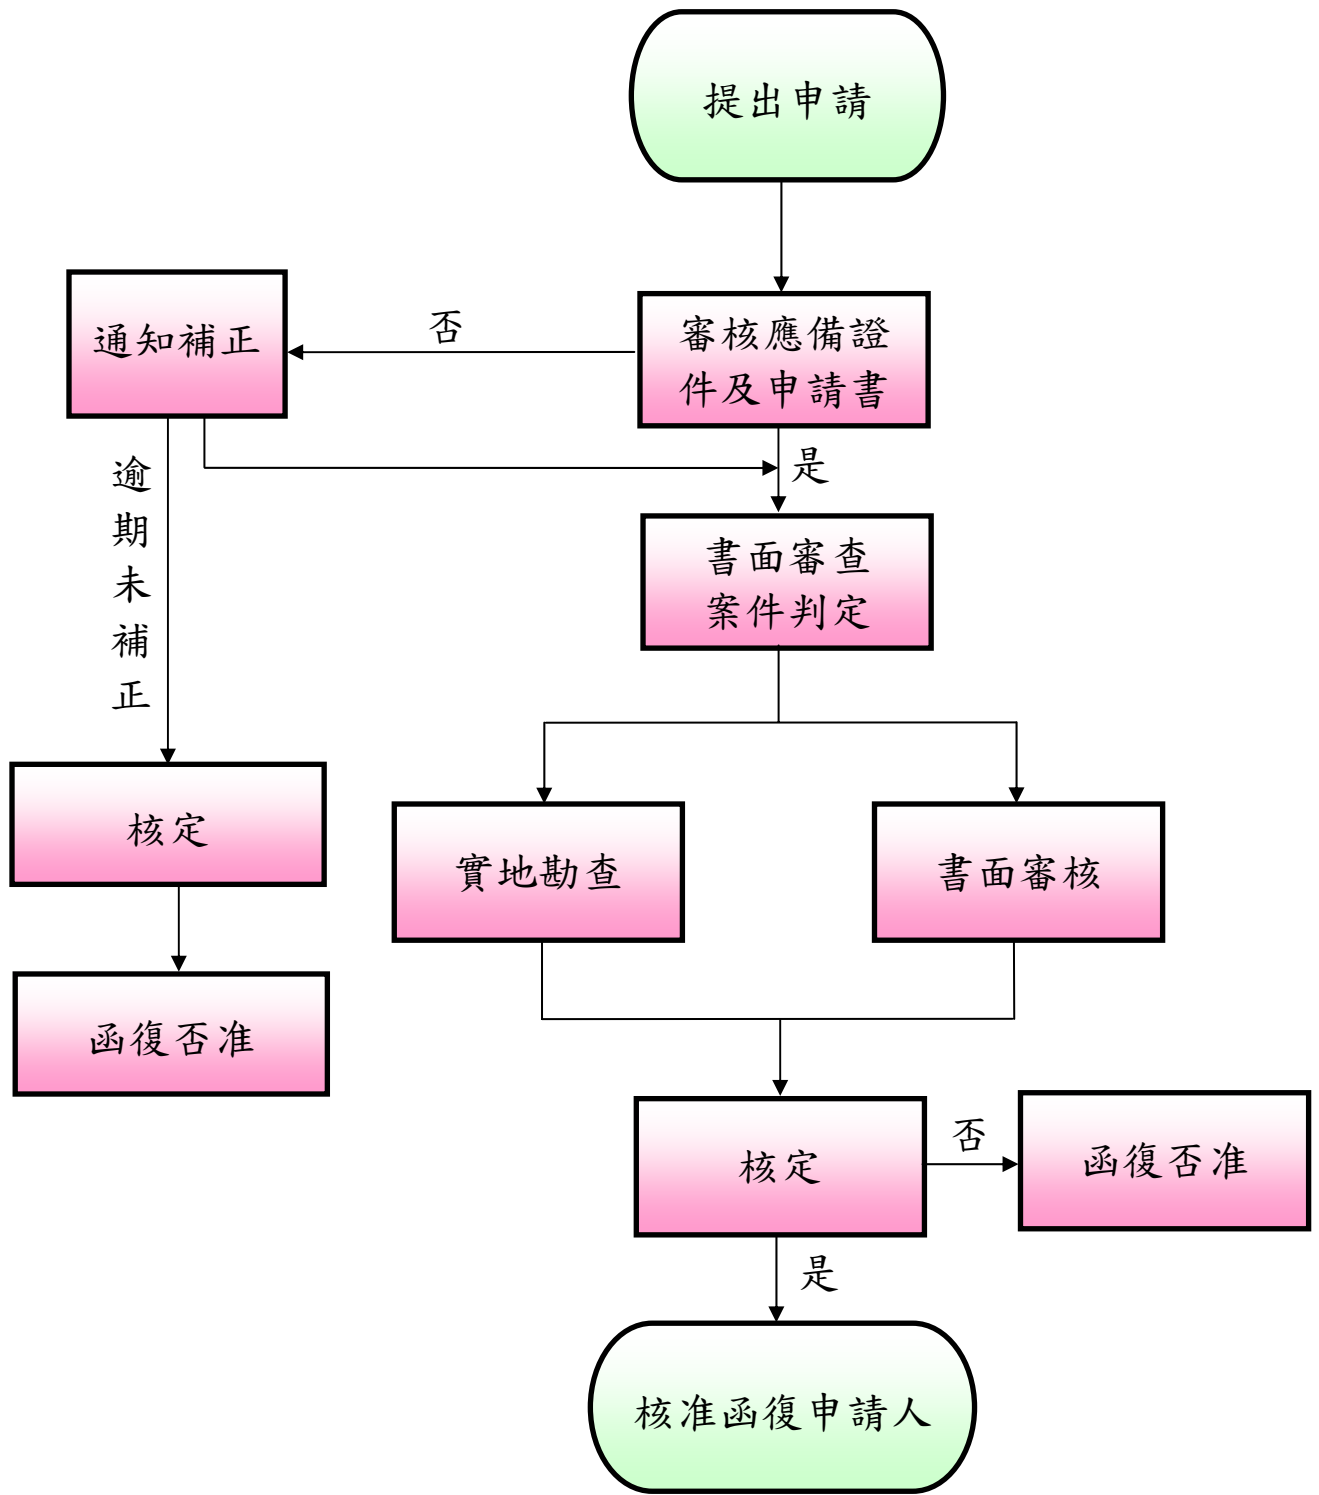 提出申請
通知補正
否
審核應備證
件及申請書
是
逾
期
未
補
正
書面審查
案件判定
核定
實地勘查
書面審核
函復否准
核定
否
函復否准
是
核准函復申請人